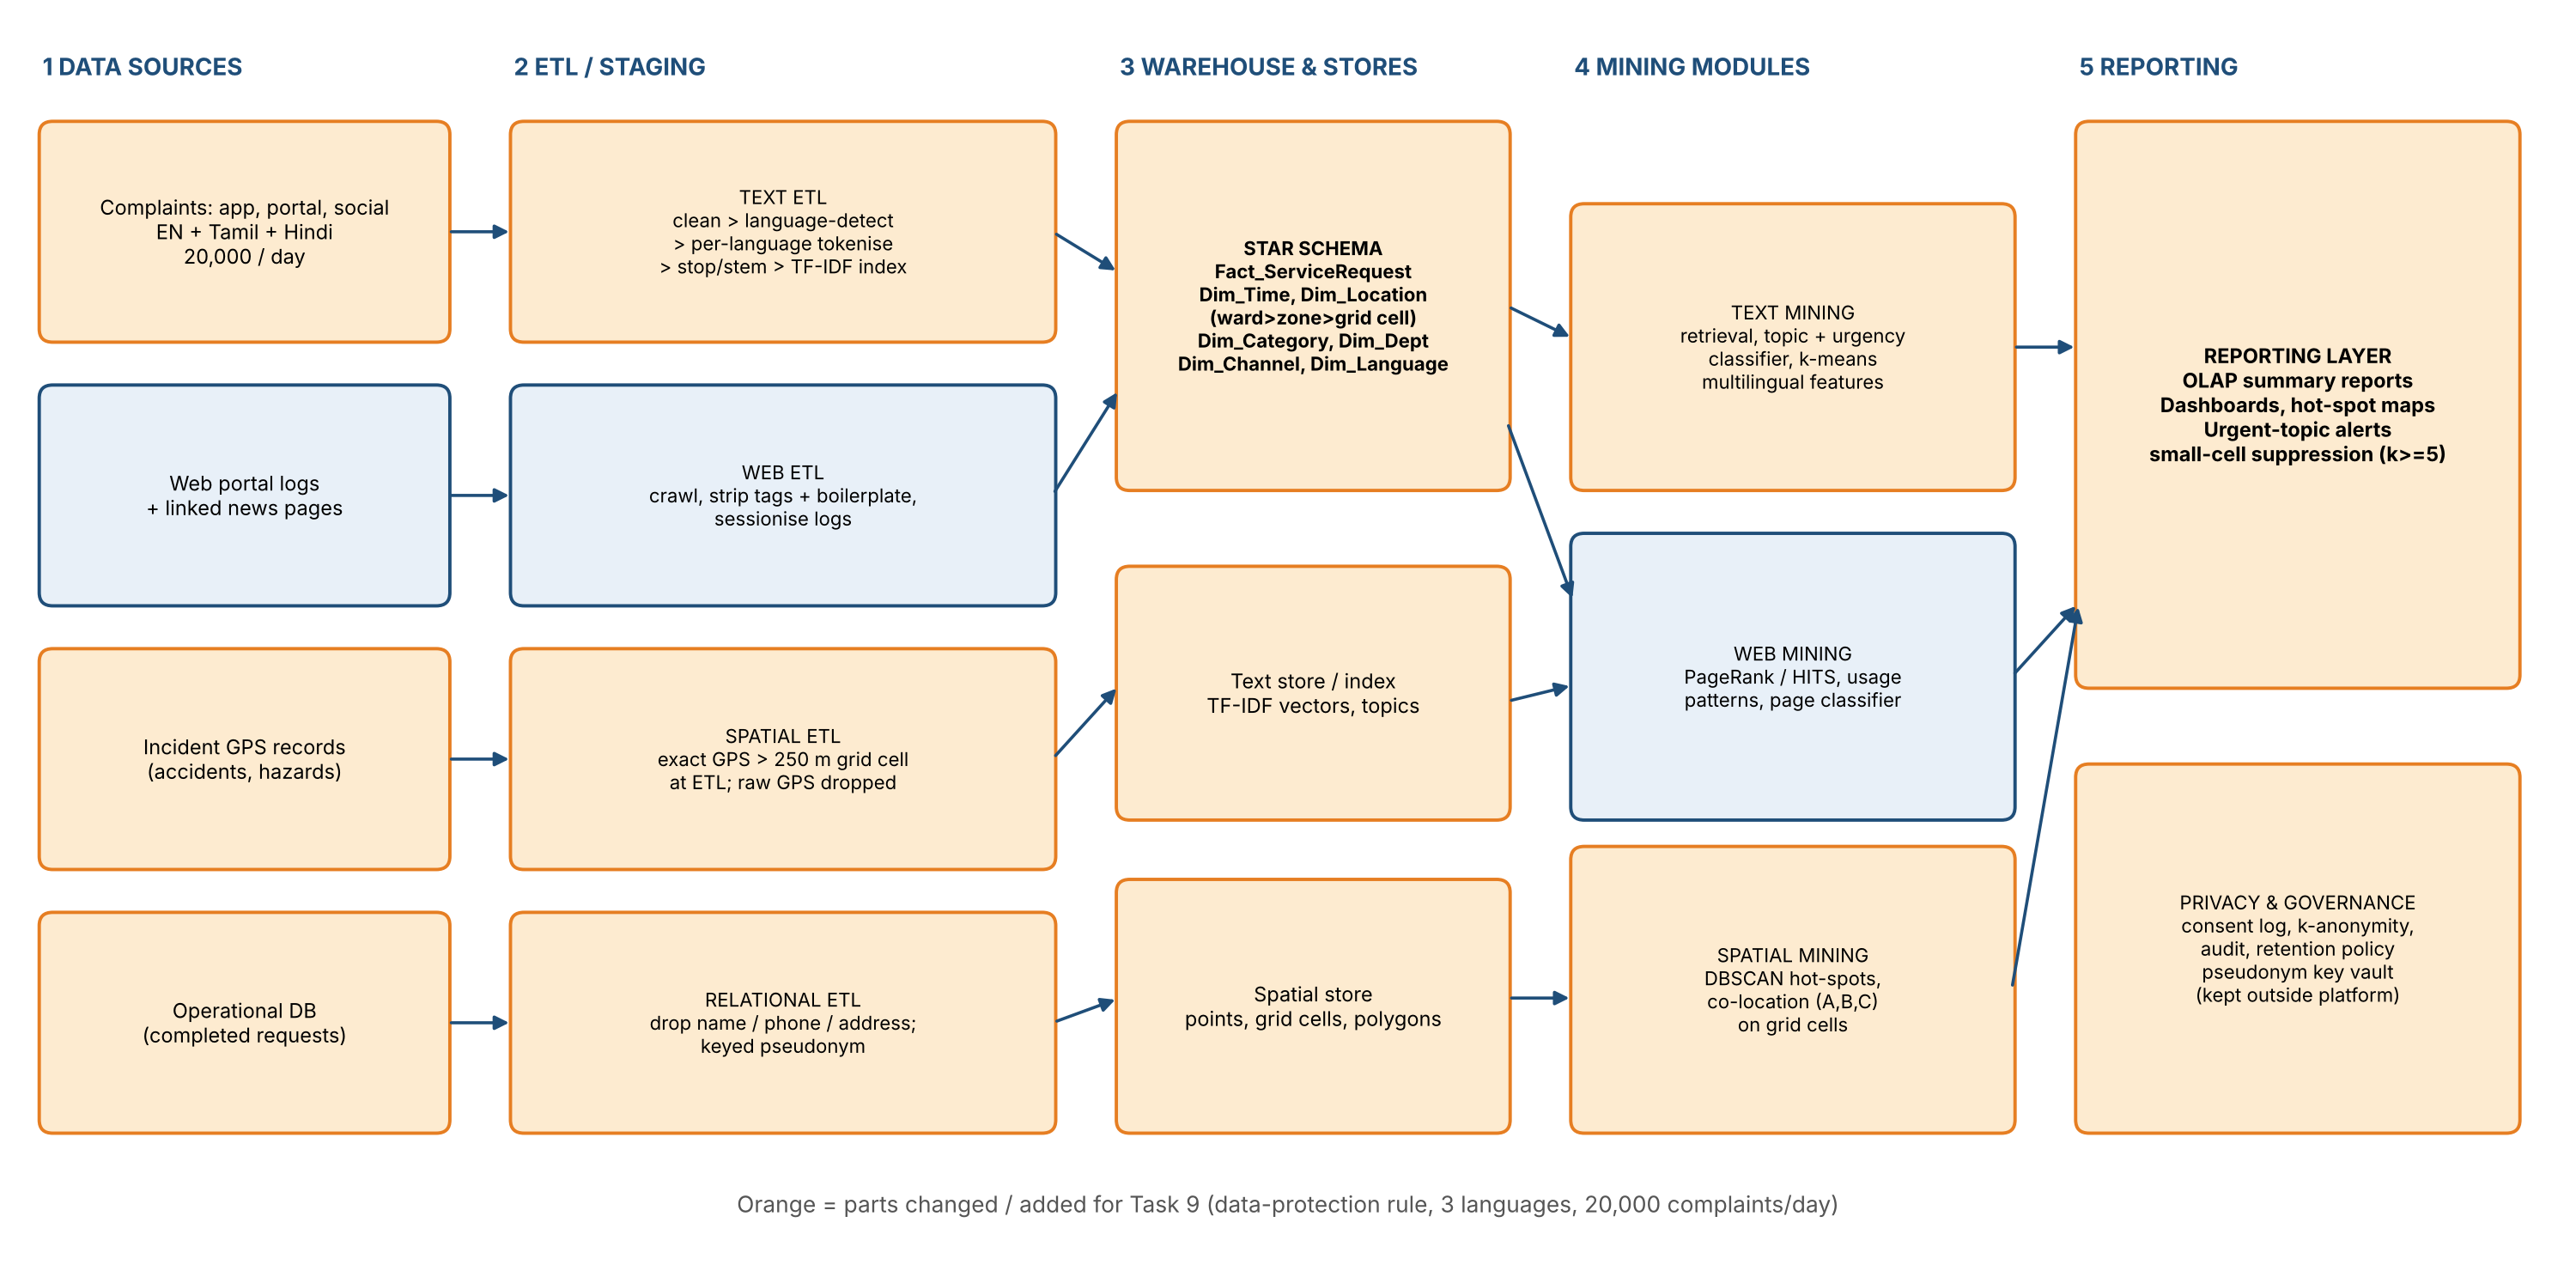 1 DATA SOURCES
2 ETL / STAGING
3 WAREHOUSE & STORES
4 MINING MODULES
5 REPORTING
Complaints: app, portal, social
EN + Tamil + Hindi
20,000 / day
TEXT ETL
clean > language-detect
> per-language tokenise
> stop/stem > TF-IDF index
STAR SCHEMA
Fact_ServiceRequest
Dim_Time, Dim_Location
(ward>zone>grid cell)
Dim_Category, Dim_Dept
Dim_Channel, Dim_Language
TEXT MINING
retrieval, topic + urgency
classifier, k-means
multilingual features
REPORTING LAYER
OLAP summary reports
Dashboards, hot-spot maps
Urgent-topic alerts
small-cell suppression (k>=5)
Web portal logs
+ linked news pages
WEB ETL
crawl, strip tags + boilerplate,
sessionise logs
Text store / index
TF-IDF vectors, topics
WEB MINING
PageRank / HITS, usage
patterns, page classifier
Incident GPS records
(accidents, hazards)
SPATIAL ETL
exact GPS > 250 m grid cell
at ETL; raw GPS dropped
Operational DB
(completed requests)
RELATIONAL ETL
drop name / phone / address;
keyed pseudonym
Spatial store
points, grid cells, polygons
SPATIAL MINING
DBSCAN hot-spots,
co-location (A,B,C)
on grid cells
PRIVACY & GOVERNANCE
consent log, k-anonymity,
audit, retention policy
pseudonym key vault
(kept outside platform)
Orange = parts changed / added for Task 9 (data-protection rule, 3 languages, 20,000 complaints/day)